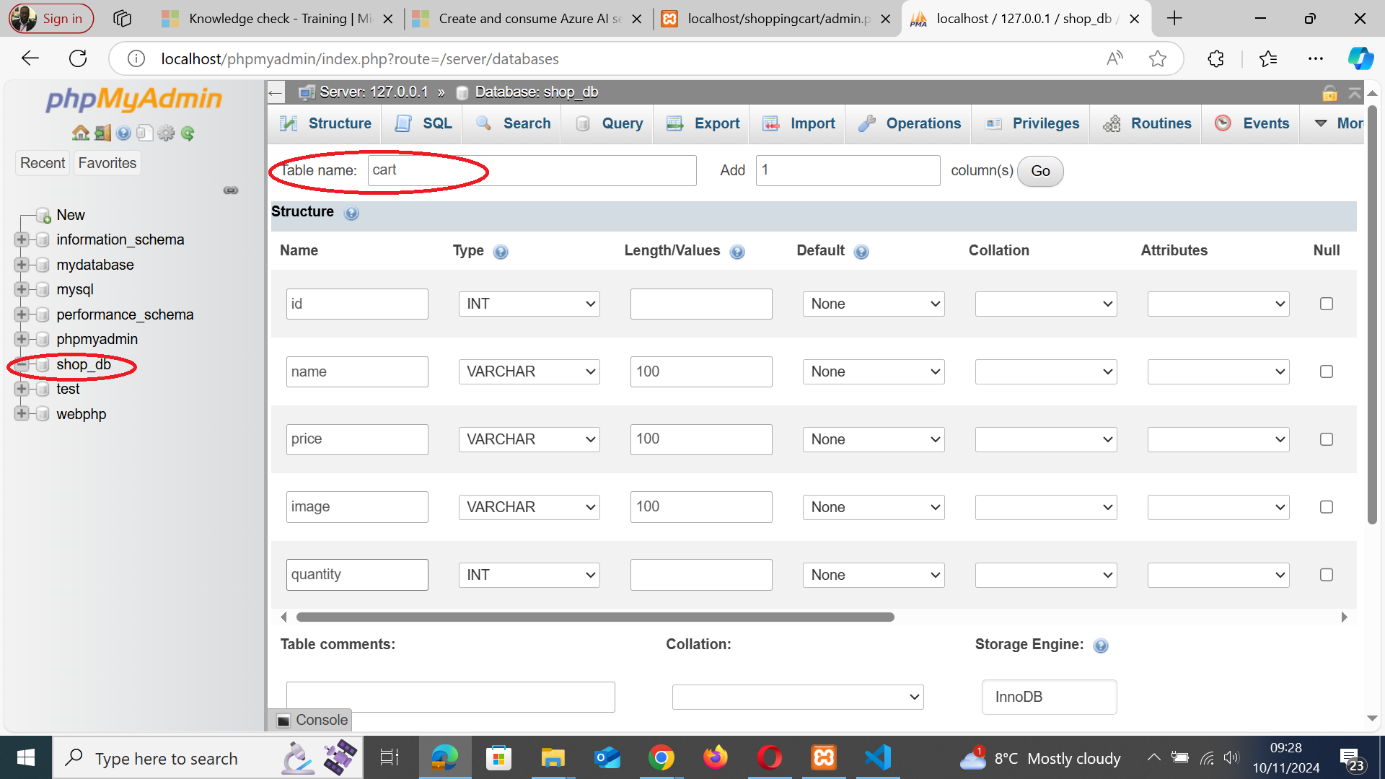 Sign in
Knowledge check - Training | Mi
Create and consume Azure AI se
localhost/shoppingcart/admin.p
localhost / 127.0.0.1 / shop_db /
localhost/phpmyadmin/index.php?route=/server/databases
phpMyAdmin
Recent Favorites
New
information_schema
mydatabase
mysql
performance_schema
phpmyadmin
shop_db
test
webphp
Server: 127.0.0.1 » Database: shop_db
Structure SQL Search Query Export Import Operations Privileges Routines Events Mor
Table name: cart Add 1 column(s) Go
Structure
Name Type Length/Values Default Collation Attributes Null
id INT None
name VARCHAR 100 None
price VARCHAR 100 None
image VARCHAR 100 None
quantity INT None
Table comments: Collation: Storage Engine:
InnoDB
Console
Type here to search
1
8°C Mostly cloudy
09:28
10/11/2024
23